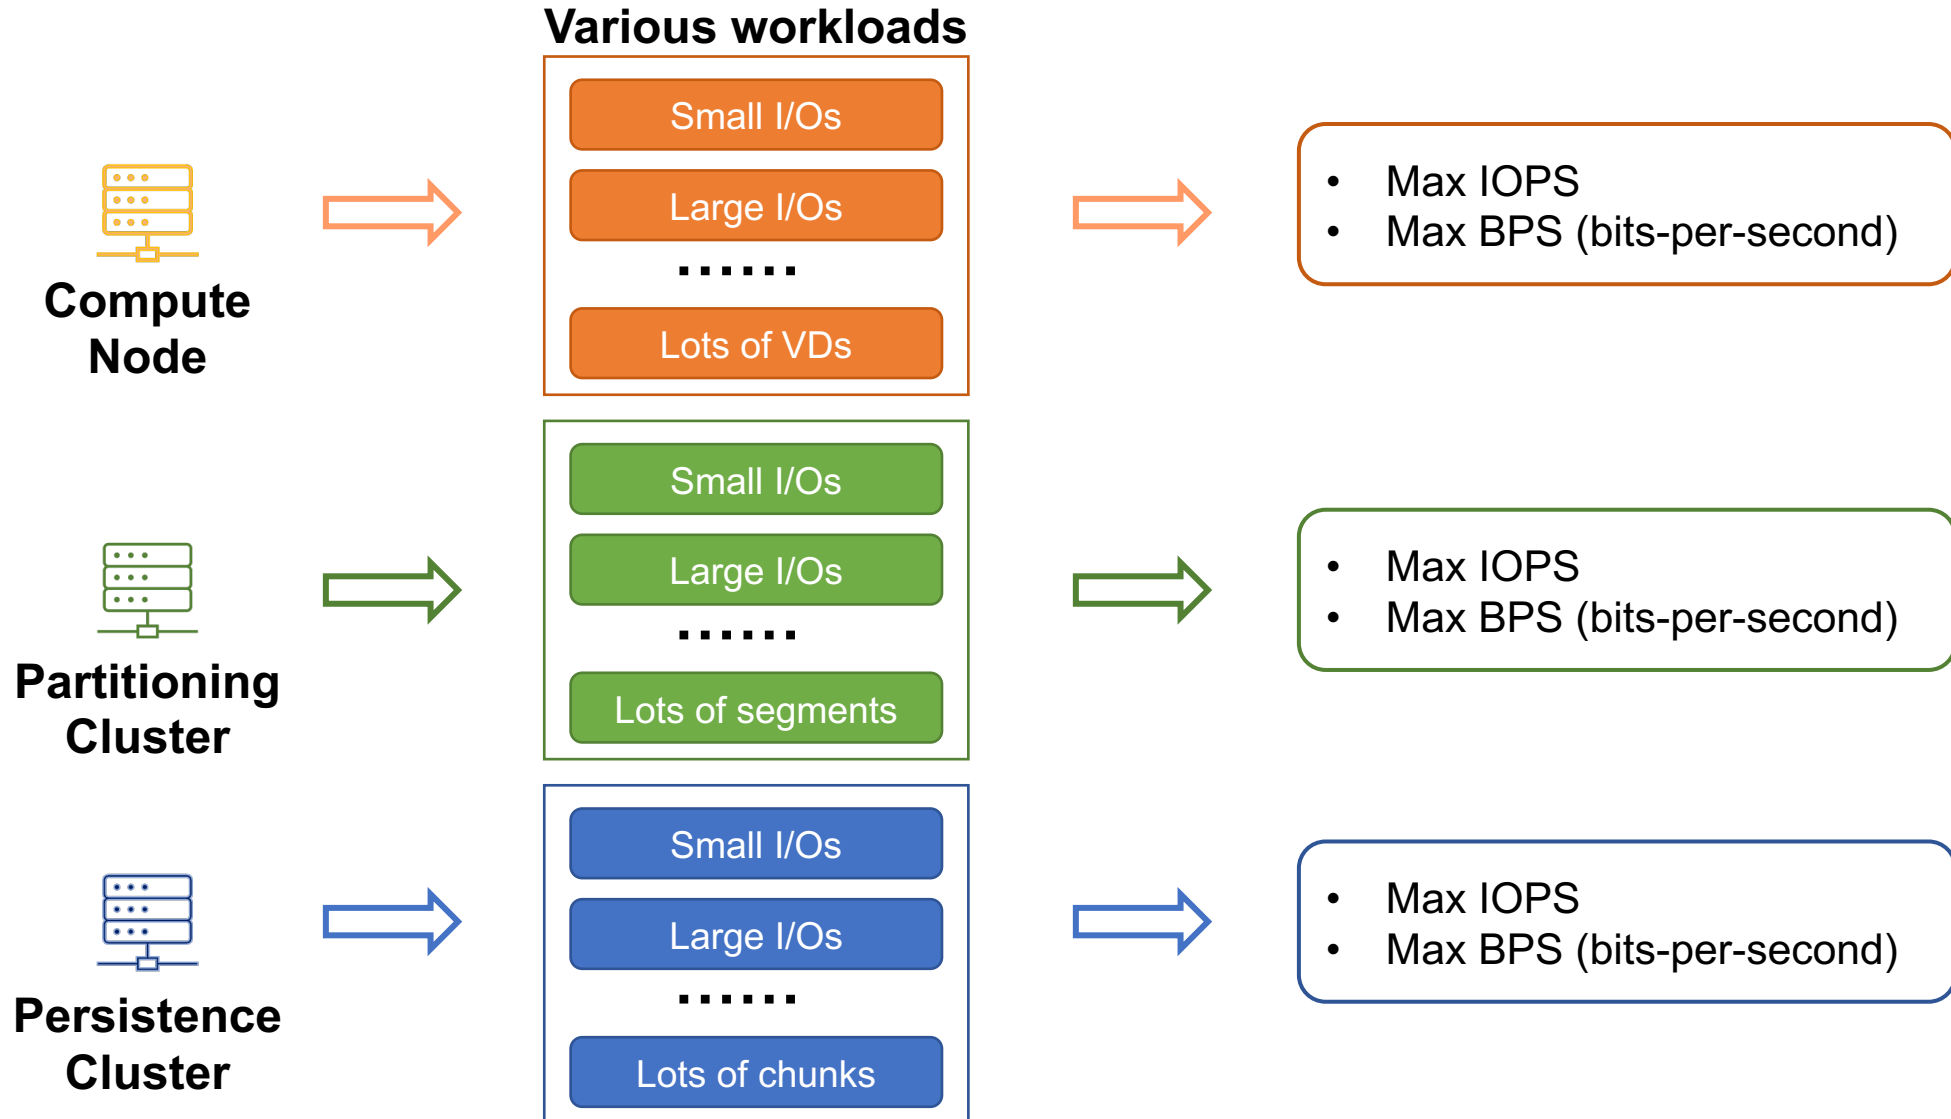 Various workloads
Compute
Node
Small I/Os
Large I/Os
......
Lots of VDs
• Max IOPS
• Max BPS (bits-per-second)
Partitioning
Cluster
Small I/Os
Large I/Os
......
Lots of segments
• Max IOPS
• Max BPS (bits-per-second)
Persistence
Cluster
Small I/Os
Large I/Os
......
Lots of chunks
• Max IOPS
• Max BPS (bits-per-second)